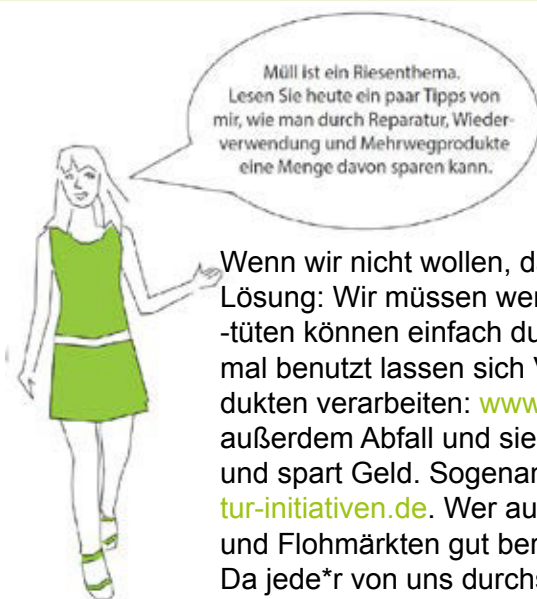 Müll ist ein Riesenthema.
Lesen Sie heute ein paar Tipps von
mir, wie man durch Reparatur, Wieder-
verwendung und Mehrwegprodukte
eine Menge davon sparen kann.
Wenn wir nicht wollen, d
Lösung: Wir müssen wer
-tüten können einfach du
mal benutzt lassen sich V
dukten verarbeiten: www
außerdem Abfall und sie
und spart Geld. Sogenar
tur-initiativen.de. Wer au
und Flohmärkten gut ber
Da jede*r von uns durchs